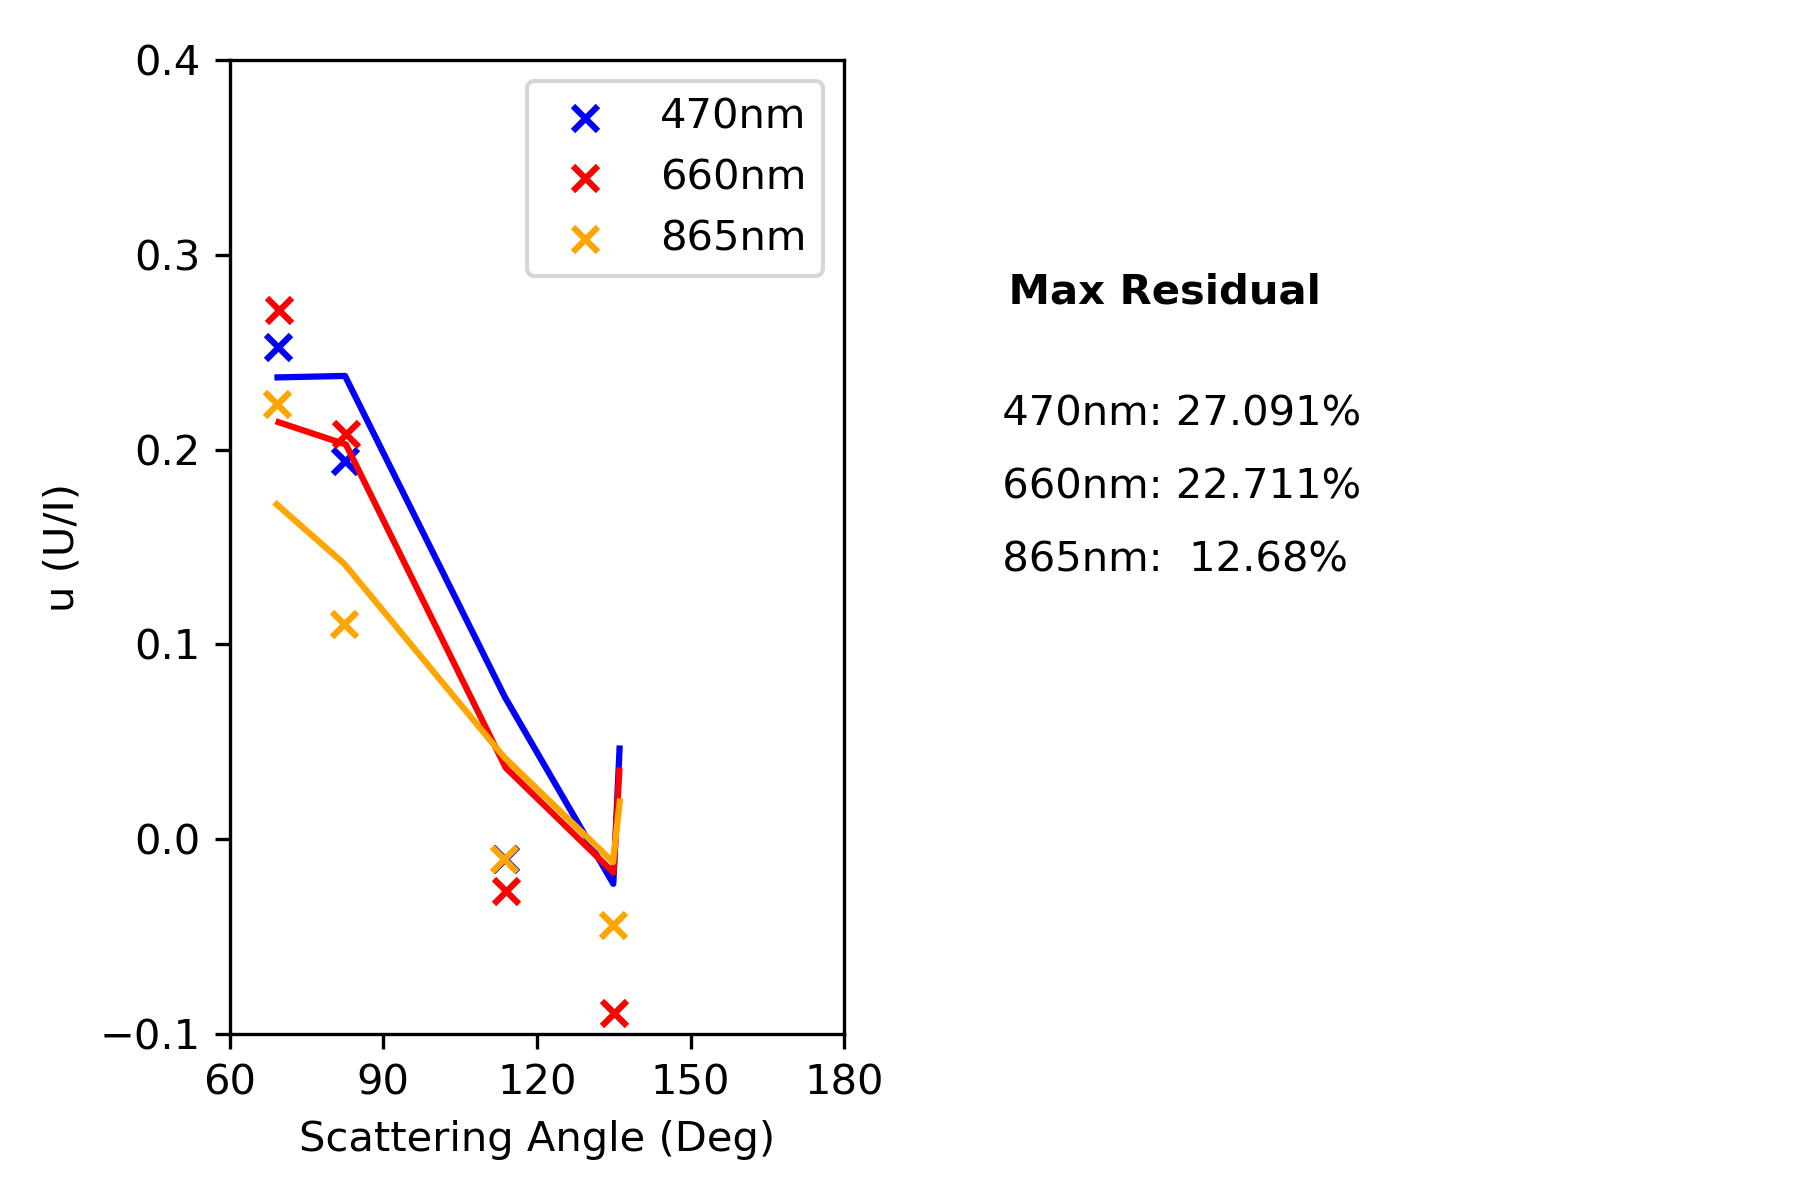 0.4
0.3
0.2
0.1
0.0
−0.1
u (U/I)
60 90 120 150 180
Scattering Angle (Deg)
470nm
660nm
865nm
Max Residual
470nm: 27.091%
660nm: 22.711%
865nm: 12.68%